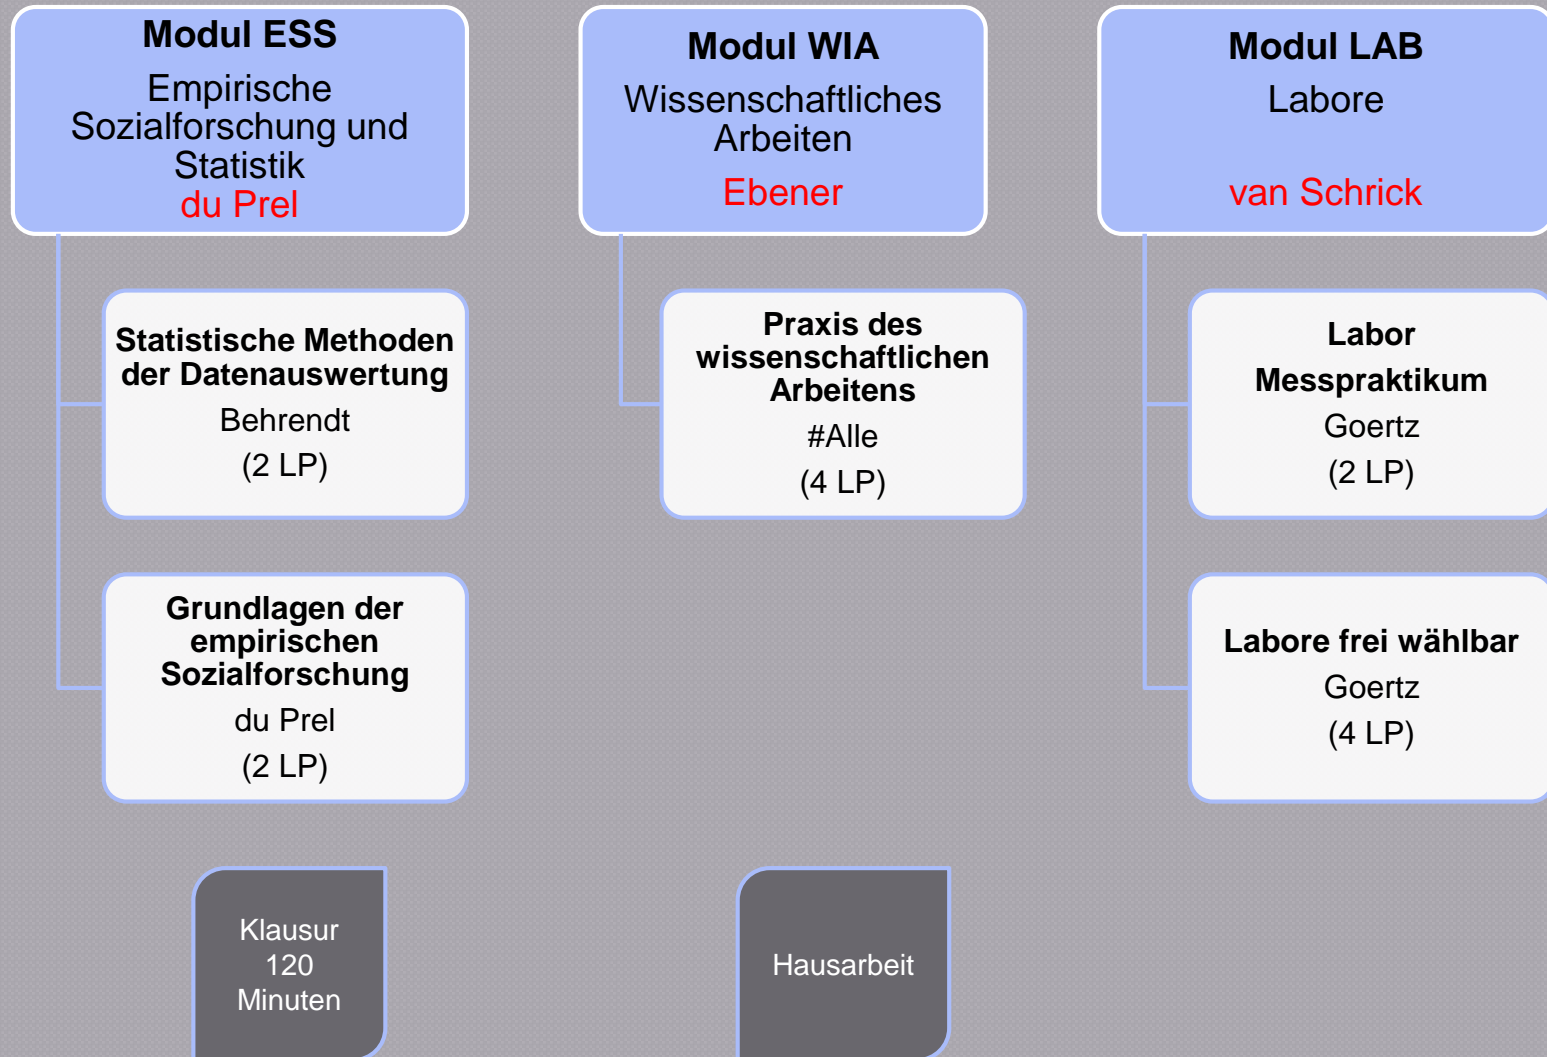 Modul ESS
Empirische
Sozialforschung und
Statistik
du Prel
Statistische Methoden
der Datenauswertung
Behrendt
(2 LP)
Grundlagen der
empirischen
Sozialforschung
du Prel
(2 LP)
Klausur
120
Minuten
Modul WIA
Wissenschaftliches
Arbeiten
Ebener
Praxis des
wissenschaftlichen
Arbeitens
#Alle
(4 LP)
Hausarbeit
Modul LAB
Labore
van Schrick
Labor
Messpraktikum
Goertz
(2 LP)
Labore frei wählbar
Goertz
(4 LP)